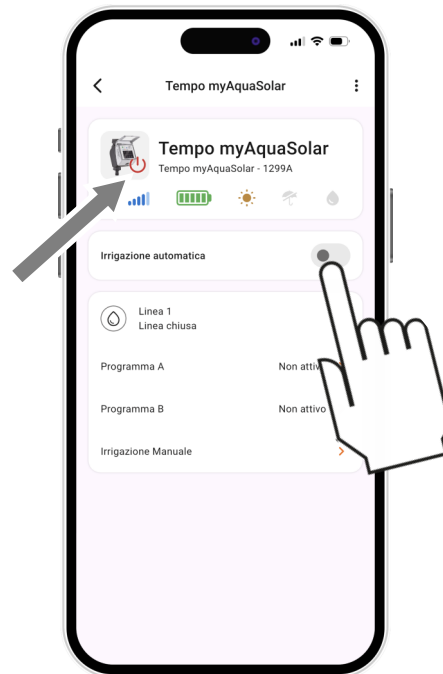 Tempo myAquaSolar
Tempo myAquaSolar
Tempo myAquaSolar - 1299A
Irrigazione automatica
Linea 1
Linea chiusa
Programma A Non attivo
Programma B Non attivo
Irrigazione Manuale